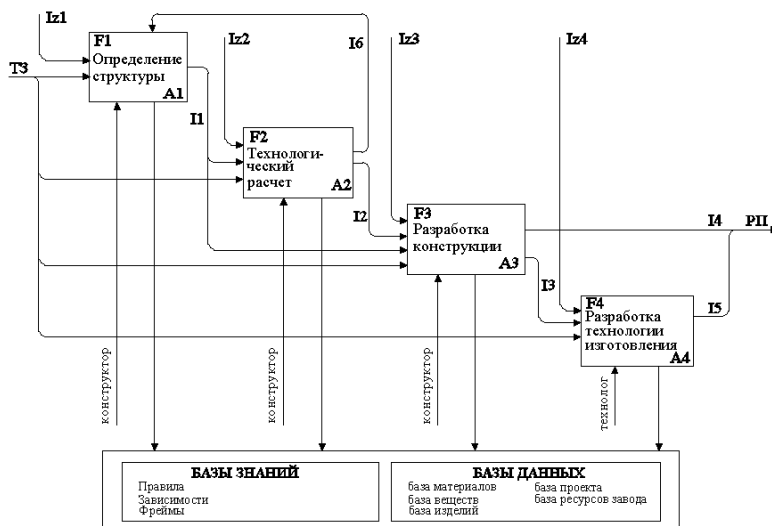 Iz1
Iz2
I6
Iz3
Iz4
F1
Определение
структуры
A1
ТЗ
I1
F2
Технологи-
ческий
расчет
A2
I2
F3
Разработка
конструкции
A3
I4
РП
I3
F4
Разработка
технологии
изготовления
A4
I5
конструктор
конструктор
конструктор
технолог
БАЗЫ ЗНАНИЙ
Правила
Зависимости
Фреймы
БАЗЫ ДАННЫХ
база материалов
база веществ
база изделий
база проекта
база ресурсов завода